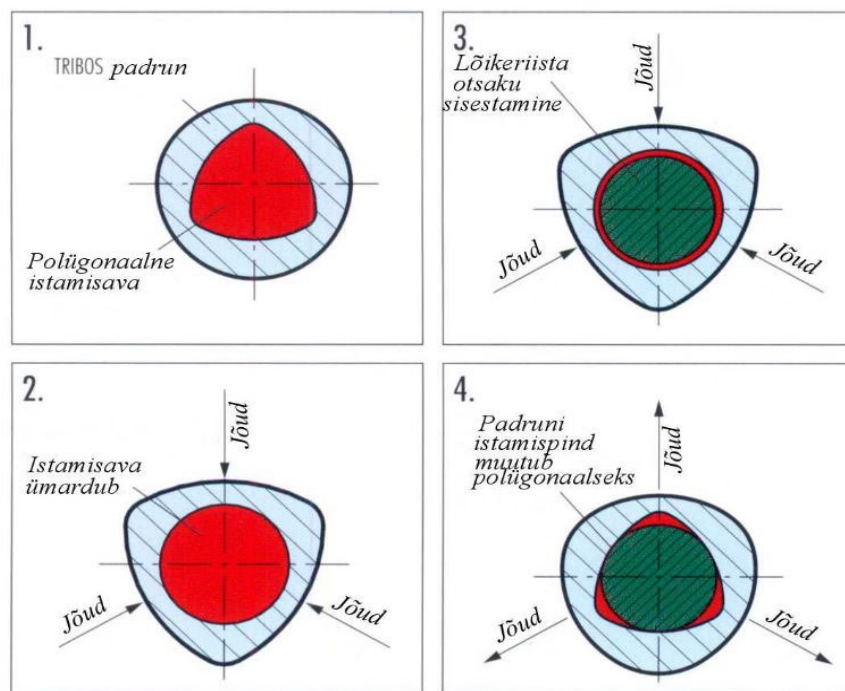 1.
TRIBOS padrun
Polügonaalne
istamisava
2.
Jõud
Istamisava
ümardub
Jõud
Jõud
3.
Lõikeriista
otsaku
sisestamine
Jõud
Jõud
Jõud
4.
Padruni
istamispind
muutub
polügonaalseks
Jõud
Jõud
Jõud